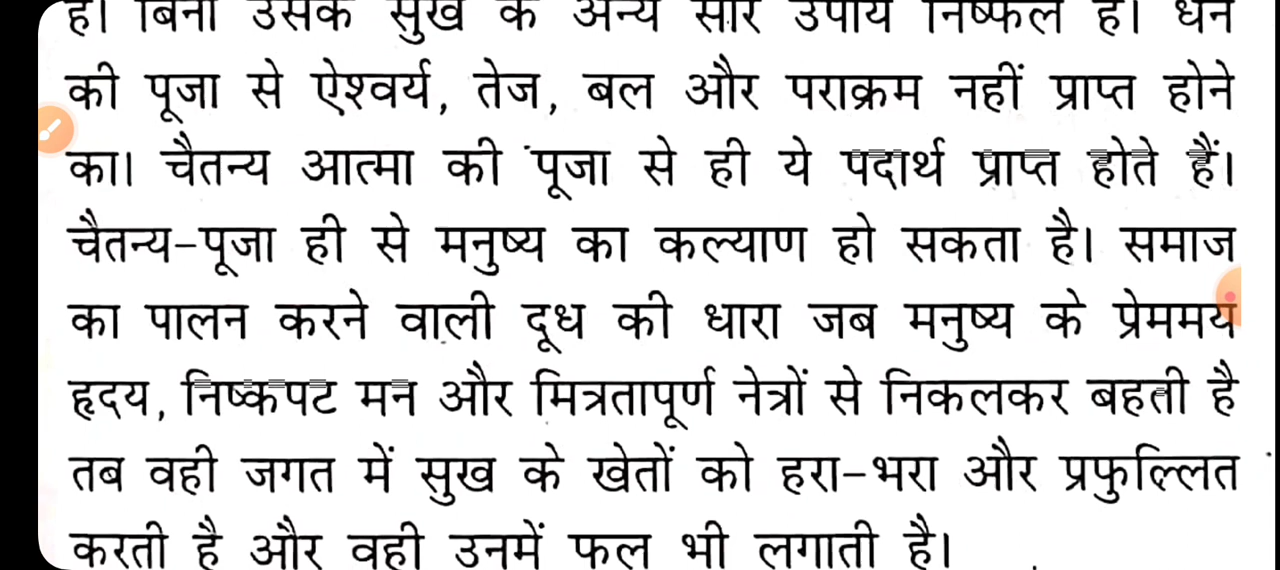 है। बिना उसके सुख के अन्य सारे उपाय निष्फल हैं। धन
की पूजा से ऐश्वर्य, तेज, बल और पराक्रम नहीं प्राप्त होने
का। चैतन्य आत्मा की पूजा से ही ये पदार्थ प्राप्त होते हैं।
चैतन्य-पूजा ही से मनुष्य का कल्याण हो सकता है। समाज
का पालन करने वाली दूध की धारा जब मनुष्य के प्रेममय
हृदय, निष्कपट मन और मित्रतापूर्ण नेत्रों से निकलकर बहती है
तब वही जगत में सुख के खेतों को हरा-भरा और प्रफुल्लित
करती है और वही उनमें फल भी लगाती है।